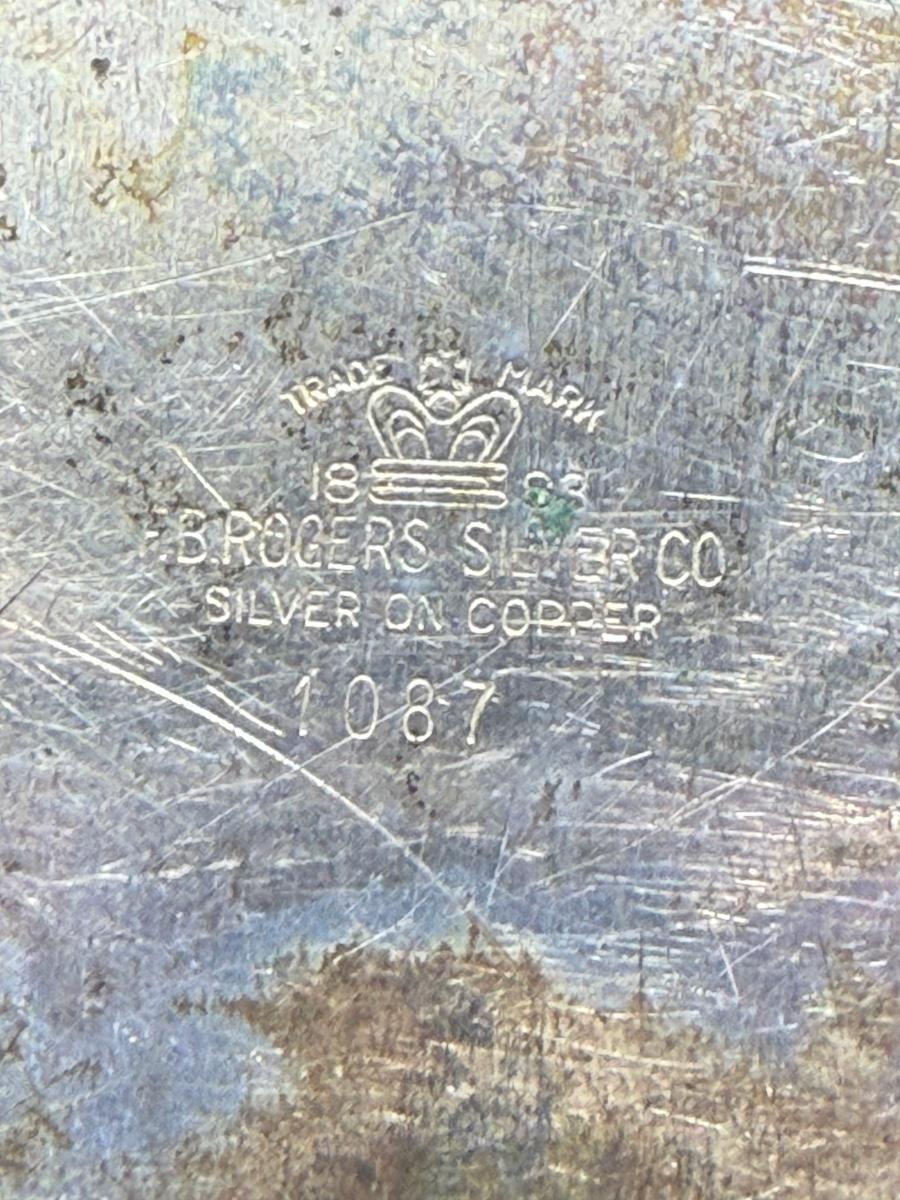 TRADE MARK
18 83
F.B.ROGERS SILVER CO
SILVER ON COPPER
1087